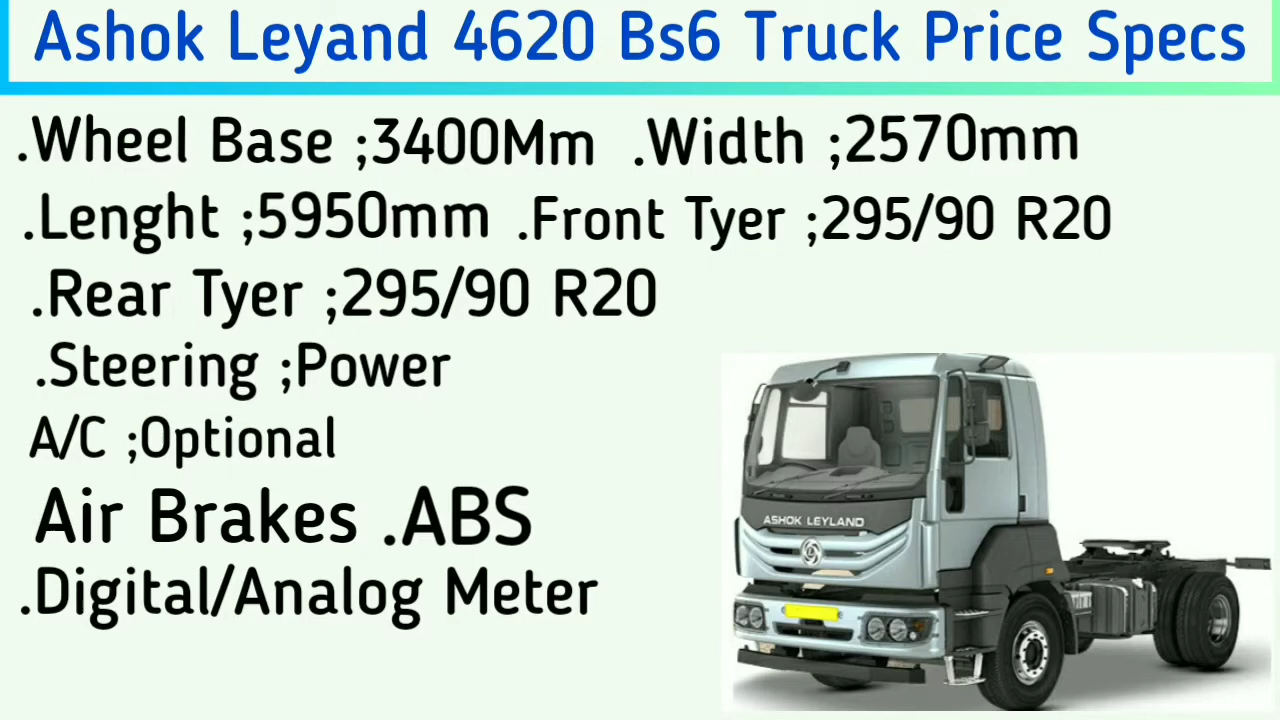 Ashok Leyand 4620 Bs6 Truck Price Specs
.Wheel Base ;3400Mm .Width ;2570mm
.Lenght ;5950mm .Front Tyer ;295/90 R20
.Rear Tyer ;295/90 R20
.Steering ;Power
A/C ;Optional
Air Brakes .ABS
.Digital/Analog Meter
ASHOK LEYLAND